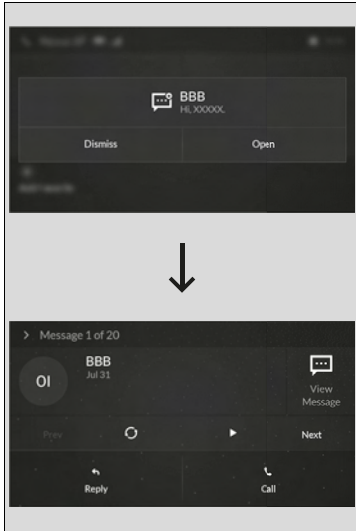 BBB
Hi, XXXXX.
Dismiss
Open
Message 1 of 20
OI
BBB
Jul 31
View
Message
Prev
Next
Reply
Call